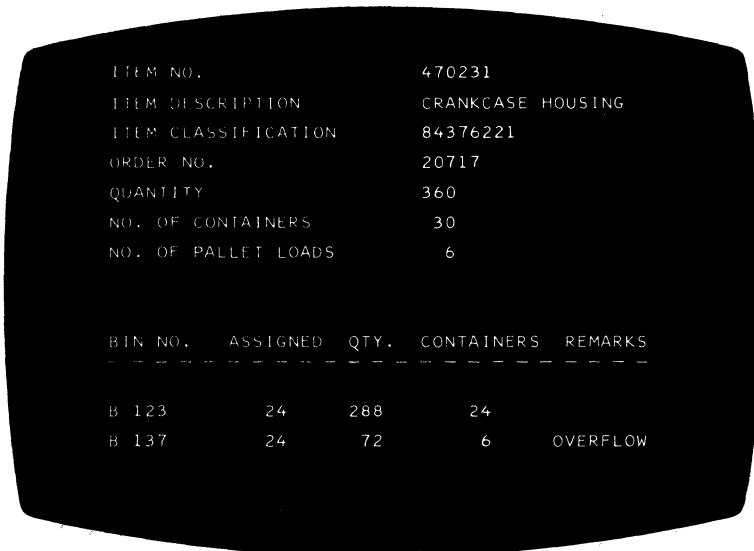 ITEM NO. 470231
ITEM DESCRIPTION CRANKCASE HOUSING
ITEM CLASSIFICATION 84376221
ORDER NO. 20717
QUANTITY 360
NO. OF CONTAINERS 30
NO. OF PALLET LOADS 6
BIN NO. ASSIGNED QTY. CONTAINERS REMARKS
B 123 24 288 24
B 137 24 72 6 OVERFLOW